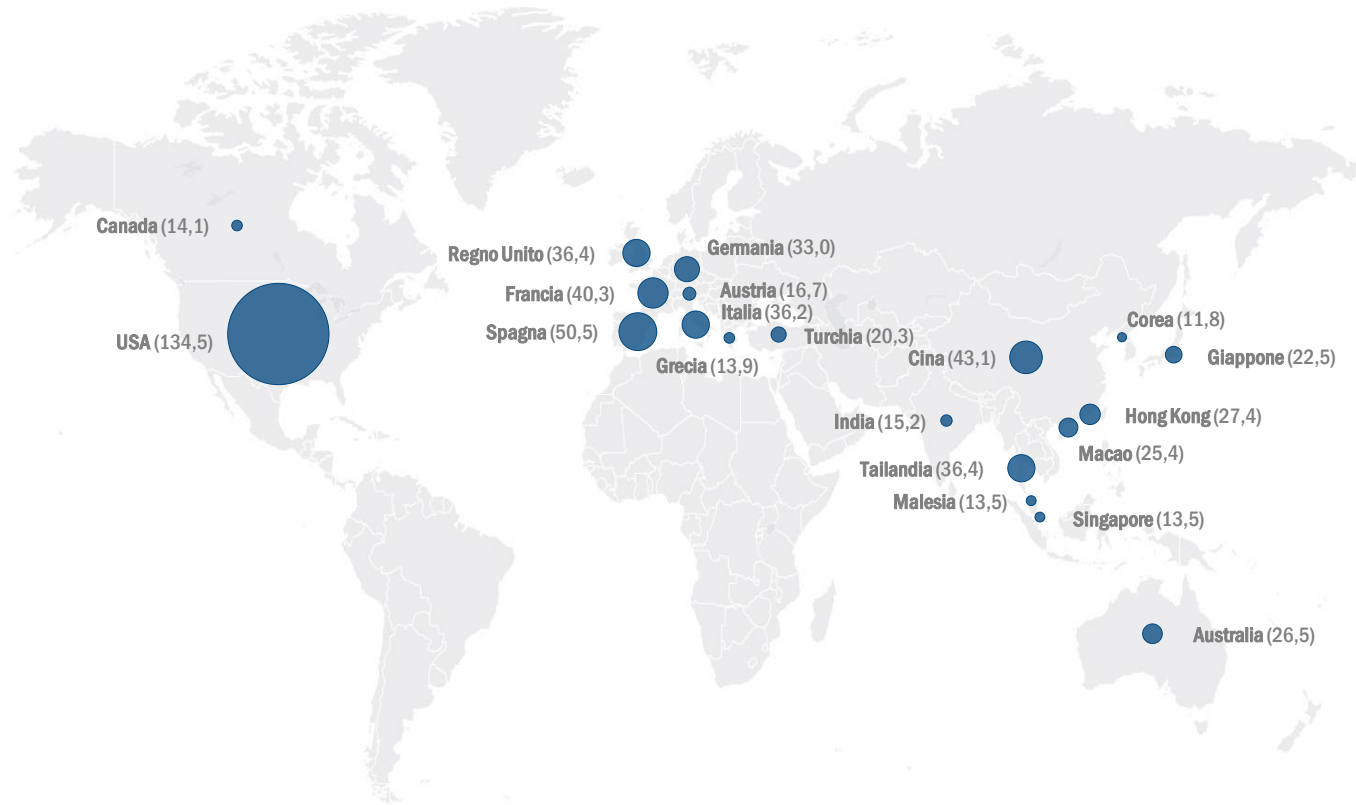 Canada (14,1)
USA (134,5)
Regno Unito (36,4)
Germania (33,0)
Francia (40,3)
Austria (16,7)
Italia (36,2)
Spagna (50,5)
Turchia (20,3)
Grecia (13,9)
Corea (11,8)
Cina (43,1)
Giappone (22,5)
India (15,2)
Hong Kong (27,4)
Macao (25,4)
Tailandia (36,4)
Malesia (13,5)
Singapore (13,5)
Australia (26,5)